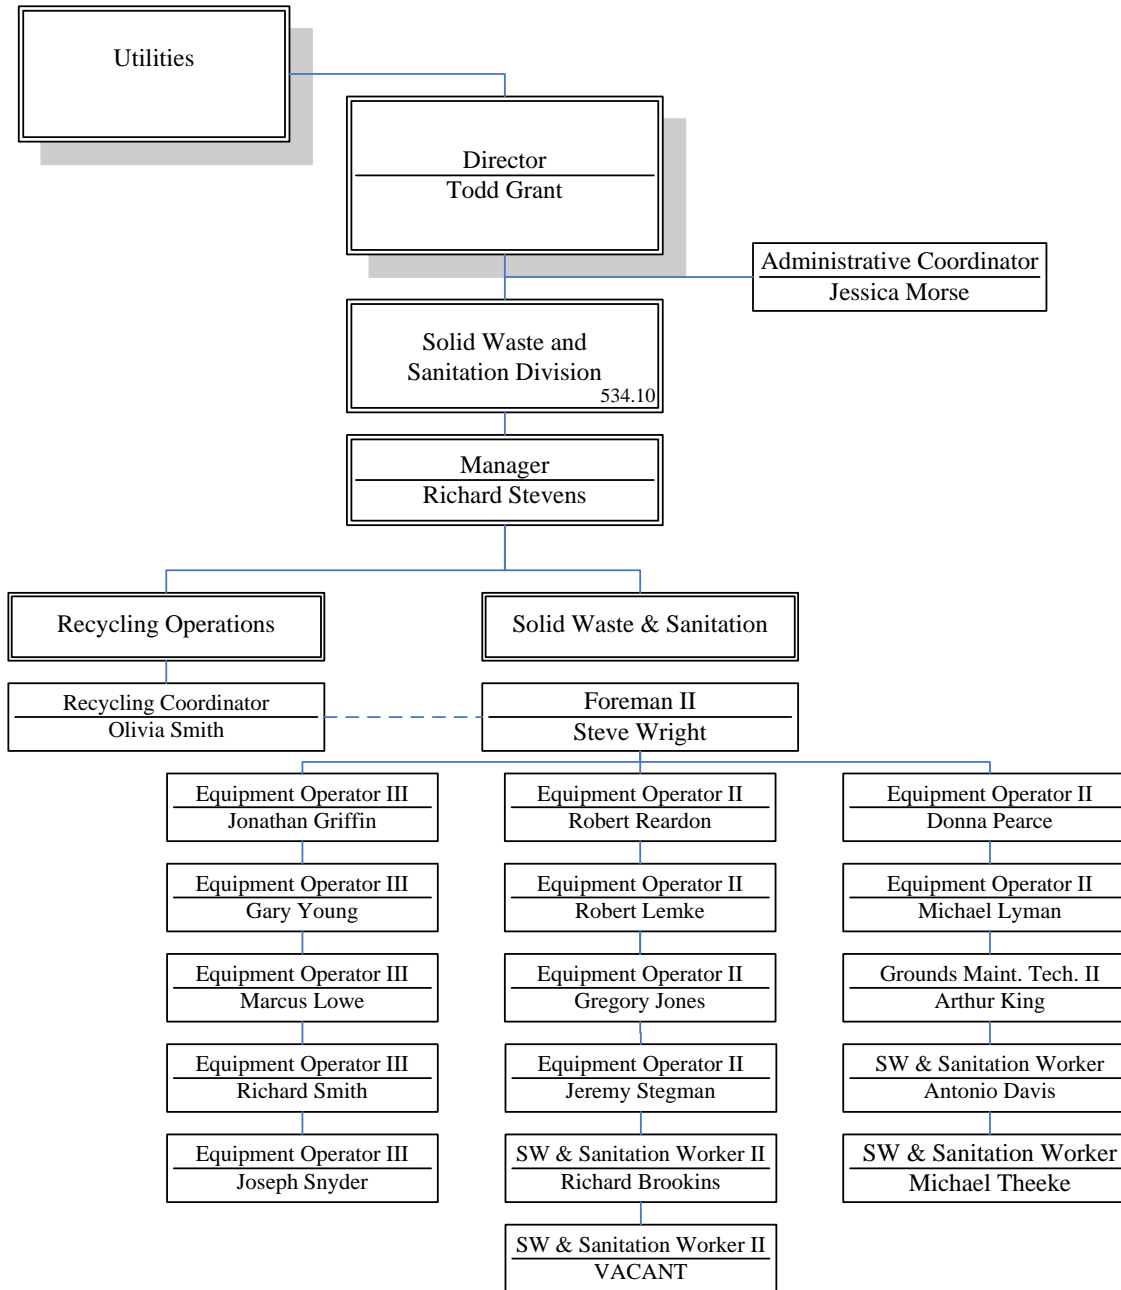 Utilities
Director
Todd Grant
Administrative Coordinator
Jessica Morse
Solid Waste and
Sanitation Division
534.10
Manager
Richard Stevens
Recycling Operations
Solid Waste & Sanitation
Recycling Coordinator
Olivia Smith
Foreman II
Steve Wright
Equipment Operator III
Jonathan Griffin
Equipment Operator II
Robert Reardon
Equipment Operator II
Donna Pearce
Equipment Operator III
Gary Young
Equipment Operator II
Robert Lemke
Equipment Operator II
Michael Lyman
Equipment Operator III
Marcus Lowe
Equipment Operator II
Gregory Jones
Grounds Maint. Tech. II
Arthur King
Equipment Operator III
Richard Smith
Equipment Operator II
Jeremy Stegman
SW & Sanitation Worker
Antonio Davis
Equipment Operator III
Joseph Snyder
SW & Sanitation Worker II
Richard Brookins
SW & Sanitation Worker
Michael Theeke
SW & Sanitation Worker II
VACANT